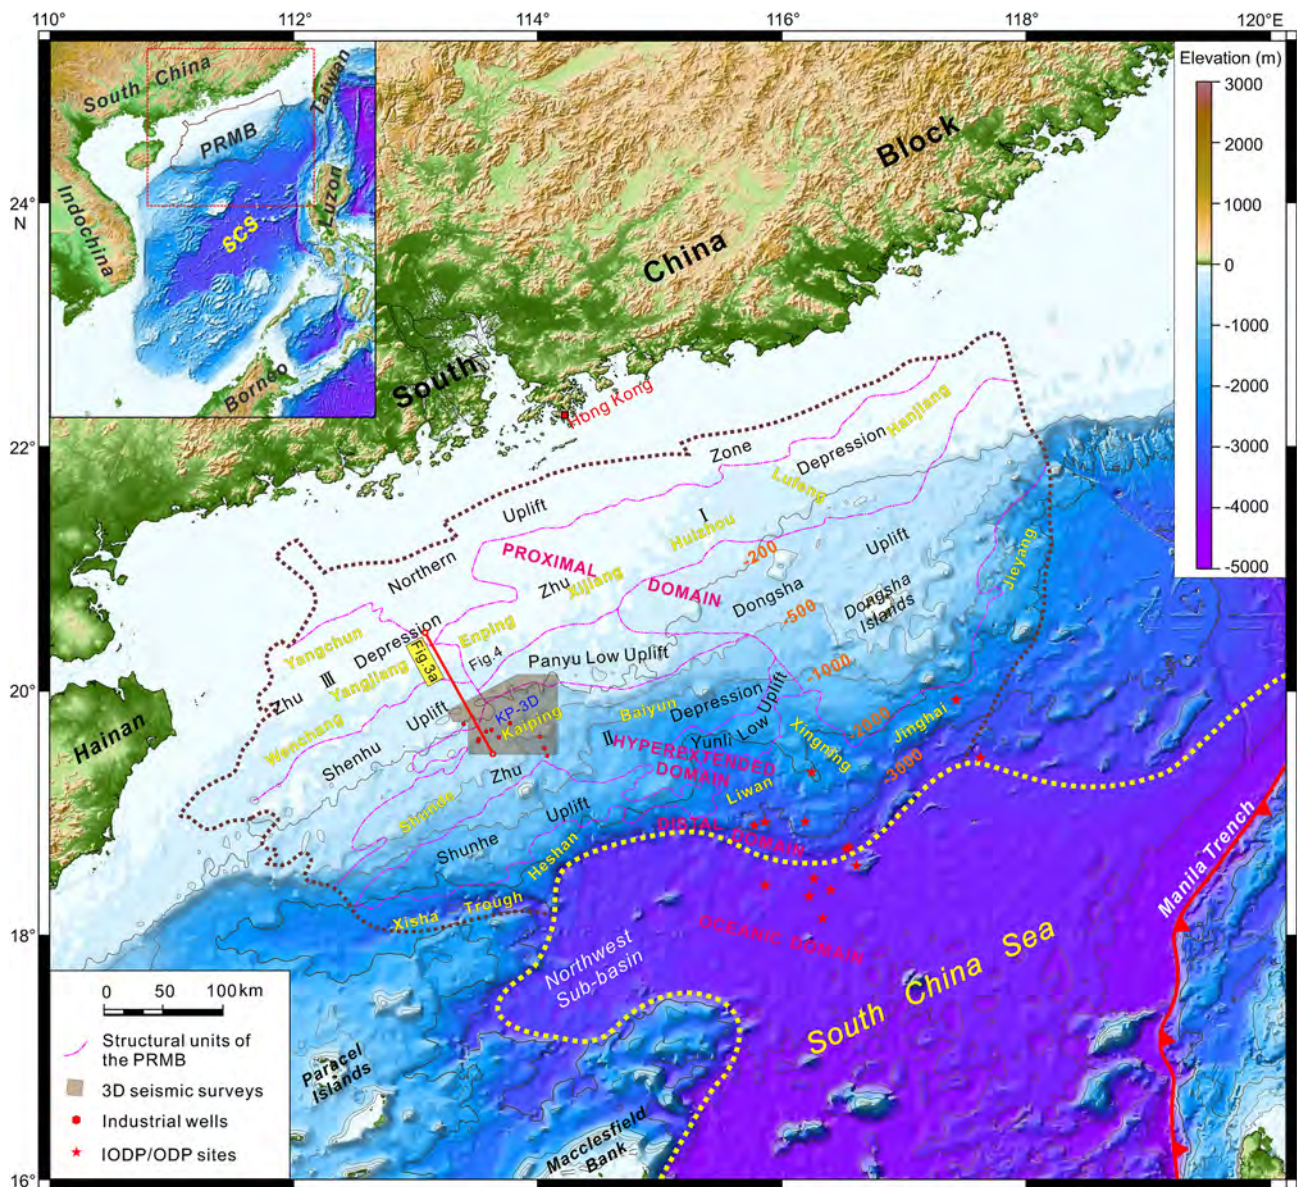 110°
112°
114°
116°
118°
120°E
24°
N
22°
20°
18°
16°
South China
Taiwan
PRMB
Luzon
Indochina
SCS
Borneo
Elevation (m)
3000
2000
1000
0
-1000
-2000
-3000
-4000
-5000
Block
China
South
Hong Kong
Hainan
Northern Uplift Zone
Zhu I Depression
Hanjiang
Lufeng
Huizhou
Xijiang
Enping
PROXIMAL DOMAIN
Dongsha Uplift
Dongsha
Islands
Jieyang
-200
-500
-1000
-2000
-3000
Zhu III Depression
Yangchun
Yangjiang
Wenchang
Fig.3a
Fig.4
Panyu Low Uplift
KP-3D
Kaiping
Baiyun
Zhu II Depression
Yunli Low Uplift
Xingning
Jinghai
Shenhu Uplift
Shunde
HYPEREXTENDED
DOMAIN
Liwan
DISTAL DOMAIN
Shunhe Uplift
Heshan
Xisha Trough
OCEANIC DOMAIN
Northwest
Sub-basin
South China Sea
Manila Trench
Paracel
Islands
Macclesfield
Bank
0 50 100 km
Structural units of
the PRMB
3D seismic surveys
Industrial wells
IODP/ODP sites